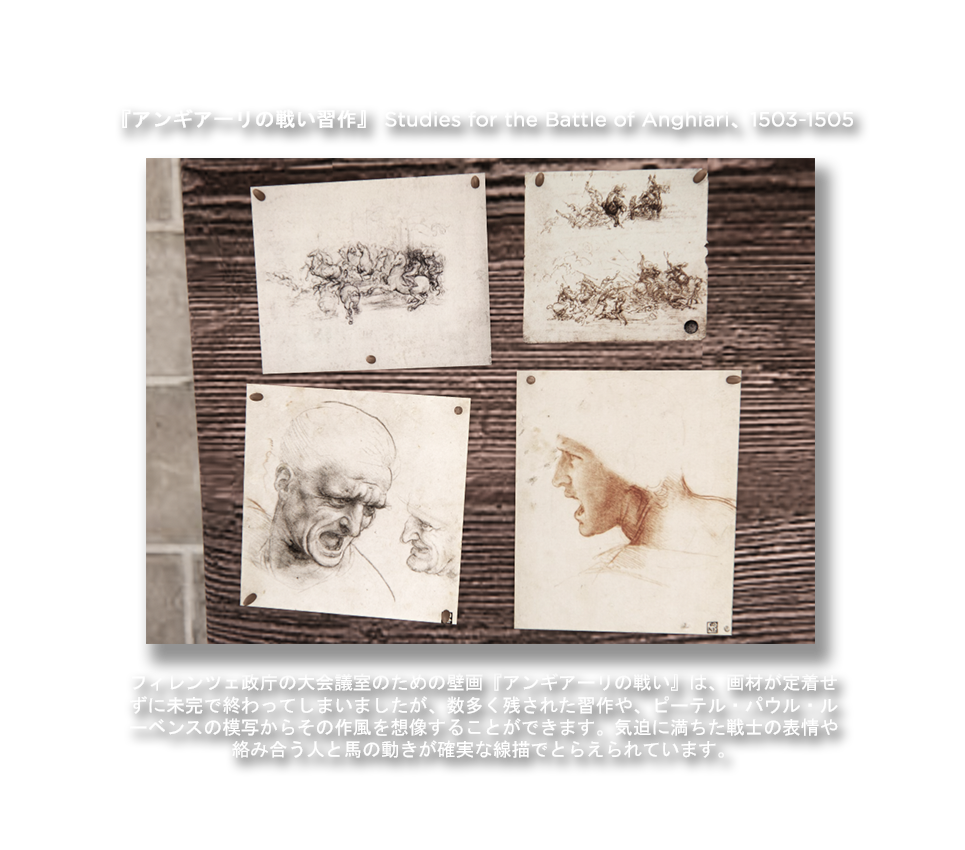 『アンギアーリの戦い習作』 Studies for the Battle of Anghiari、1503-1505
フィレンツェ政庁の大会議室のための壁画『アンギアーリの戦い』は、画材が定着せ
ずに未完で終わってしまいましたが、数多く残された習作や、ピーテル・パウル・ル
ーベンスの模写からその作風を想像することができます。気迫に満ちた戦士の表情や
絡み合う人と馬の動きが確実な線描でとらえられています。